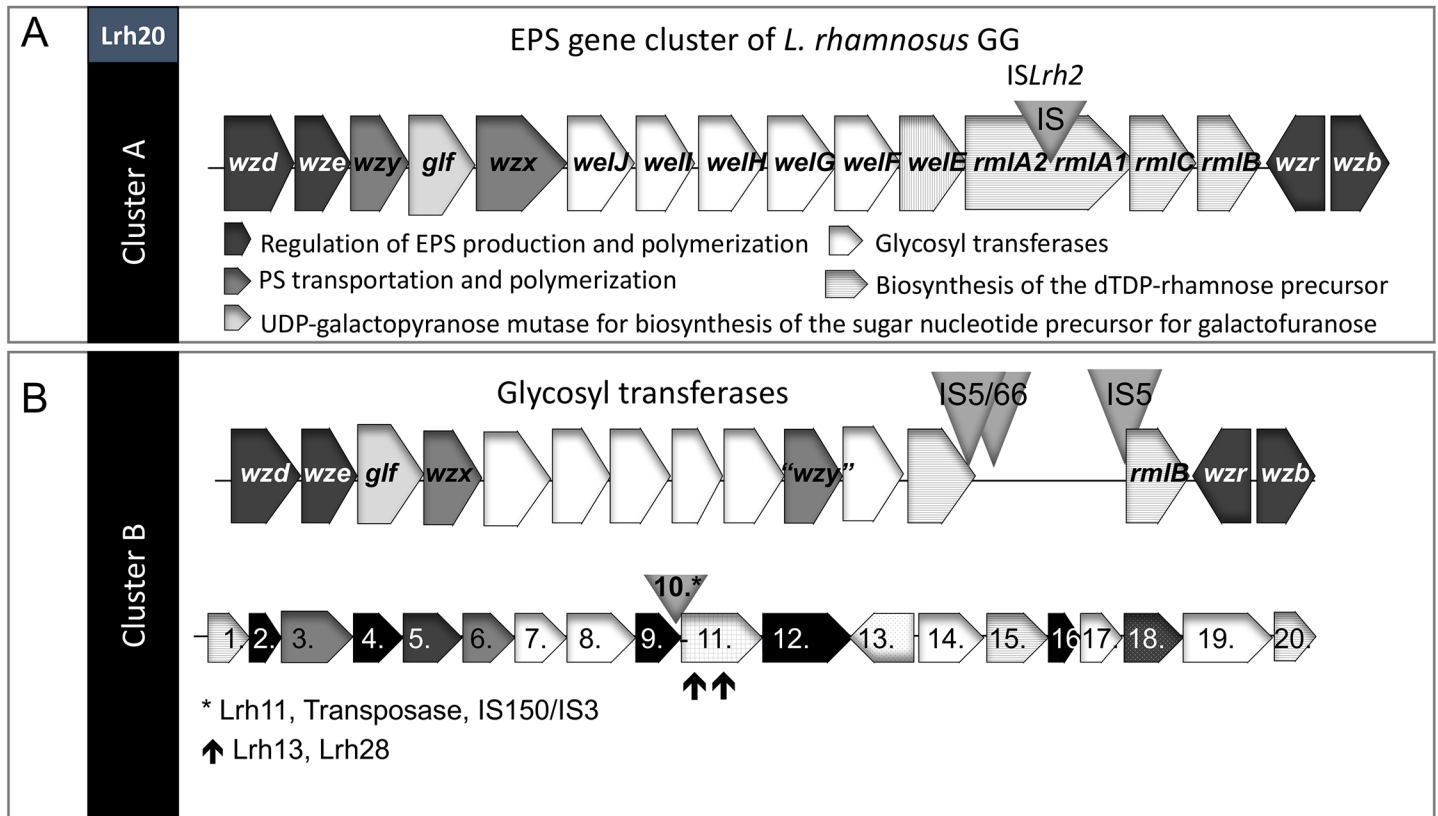 A
Lrh20
EPS gene cluster of L. rhamnosus GG
ISLrh2
IS
Cluster A
wzd wze wzy glf wzx welJ welI welH welG welF welE rmlA2 rmlA1 rmlC rmlB wzr wzb
Regulation of EPS production and polymerization
Glycosyl transferases
PS transportation and polymerization
Biosynthesis of the dTDP-rhamnose precursor
UDP-galactopyranose mutase for biosynthesis of the sugar nucleotide precursor for galactofuranose
B
Cluster B
Glycosyl transferases
IS5/66 IS5
wzd wze glf wzx “wzy” rmlB wzr wzb
10.*
1. 2. 3. 4. 5. 6. 7. 8. 9. 11. 12. 13. 14. 15. 16 17. 18. 19. 20.
* Lrh11, Transposase, IS150/IS3
Lrh13, Lrh28